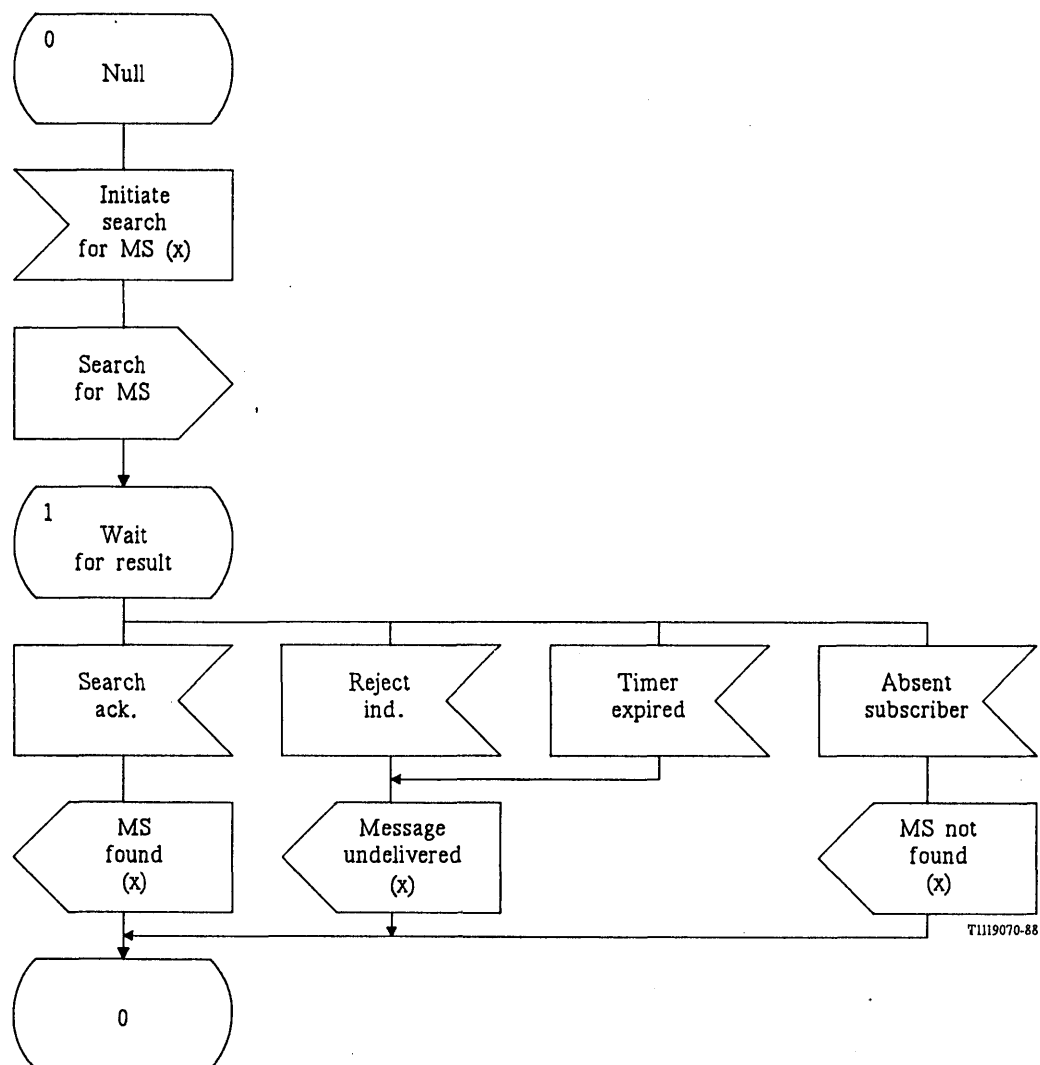 0
Null
Initiate
search
for MS (x)
Search
for MS
1
Wait
for result
Search
ack.
Reject
ind.
Timer
expired
Absent
subscriber
MS
found
(x)
Message
undelivered
(x)
MS not
found
(x)
T1119070-88
0